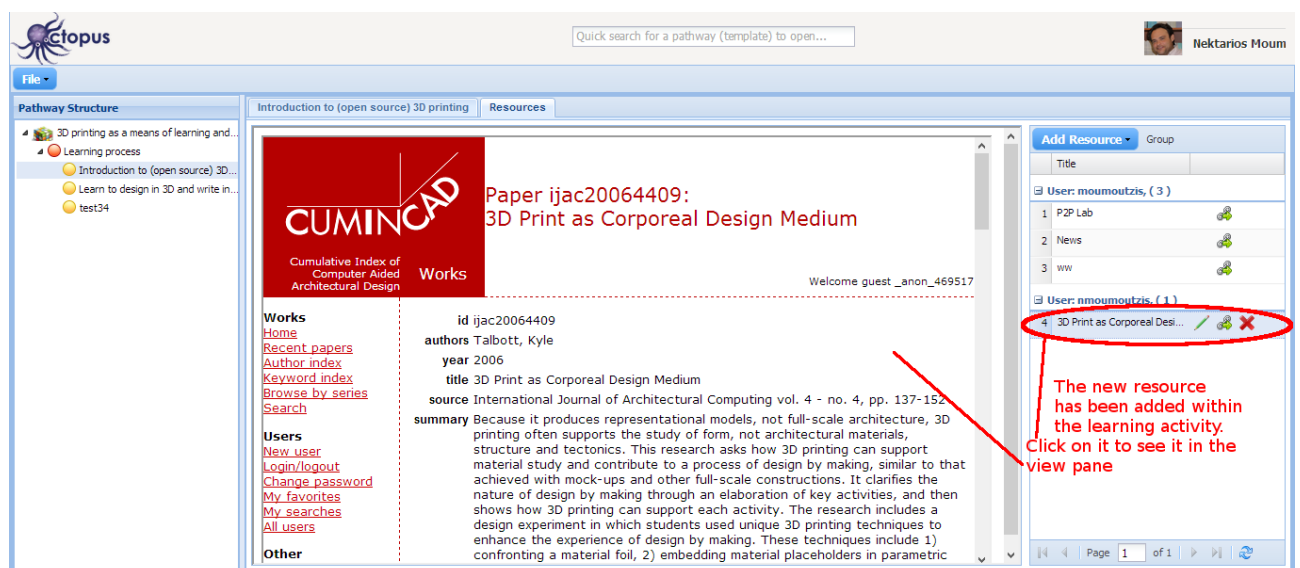 ctopus
Quick search for a pathway (template) to open...
Nektarios Moum
File
Pathway Structure
3D printing as a means of learning and...
Learning process
Introduction to (open source) 3D...
Learn to design in 3D and write in...
test34
Introduction to (open source) 3D printing
Resources
CUMINCAD
Cumulative Index of
Computer Aided
Architectural Design
Works
Paper ijac20064409:
3D Print as Corporeal Design Medium
Welcome guest _anon_469517
Works
Home
Recent papers
Author index
Keyword index
Browse by series
Search
Users
New user
Login/logout
Change password
My favorites
My searches
All users
Other
id ijac20064409
authors Talbott, Kyle
year 2006
title 3D Print as Corporeal Design Medium
source International Journal of Architectural Computing vol. 4 - no. 4, pp. 137-152
summary Because it produces representational models, not full-scale architecture, 3D
printing often supports the study of form, not architectural materials,
structure and tectonics. This research asks how 3D printing can support
material study and contribute to a process of design by making, similar to that
achieved with mock-ups and other full-scale constructions. It clarifies the
nature of design by making through an elaboration of key activities, and then
shows how 3D printing can support each activity. The research includes a
design experiment in which students used unique 3D printing techniques to
enhance the experience of design by making. These techniques include 1)
confronting a material foil, 2) embedding material placeholders in parametric
Add Resource
Group
Title
User: moumoutzis, ( 3 )
1 P2P Lab
2 News
3 ww
User: nmoumoutzis, ( 1 )
4 3D Print as Corporeal Desi...
The new resource
has been added within
the learning activity.
Click on it to see it in the
view pane
Page 1 of 1